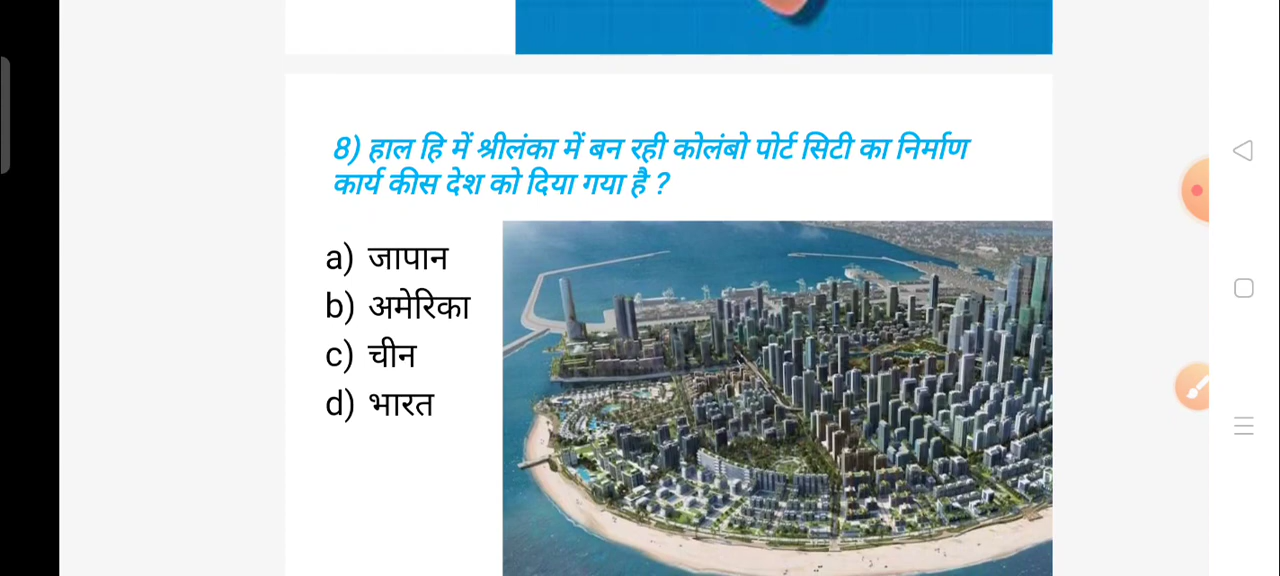 8) हाल हि में श्रीलंका में बन रही कोलंबो पोर्ट सिटी का निर्माण
कार्य कीस देश को दिया गया है ?
a) जापान
b) अमेरिका
c) चीन
d) भारत